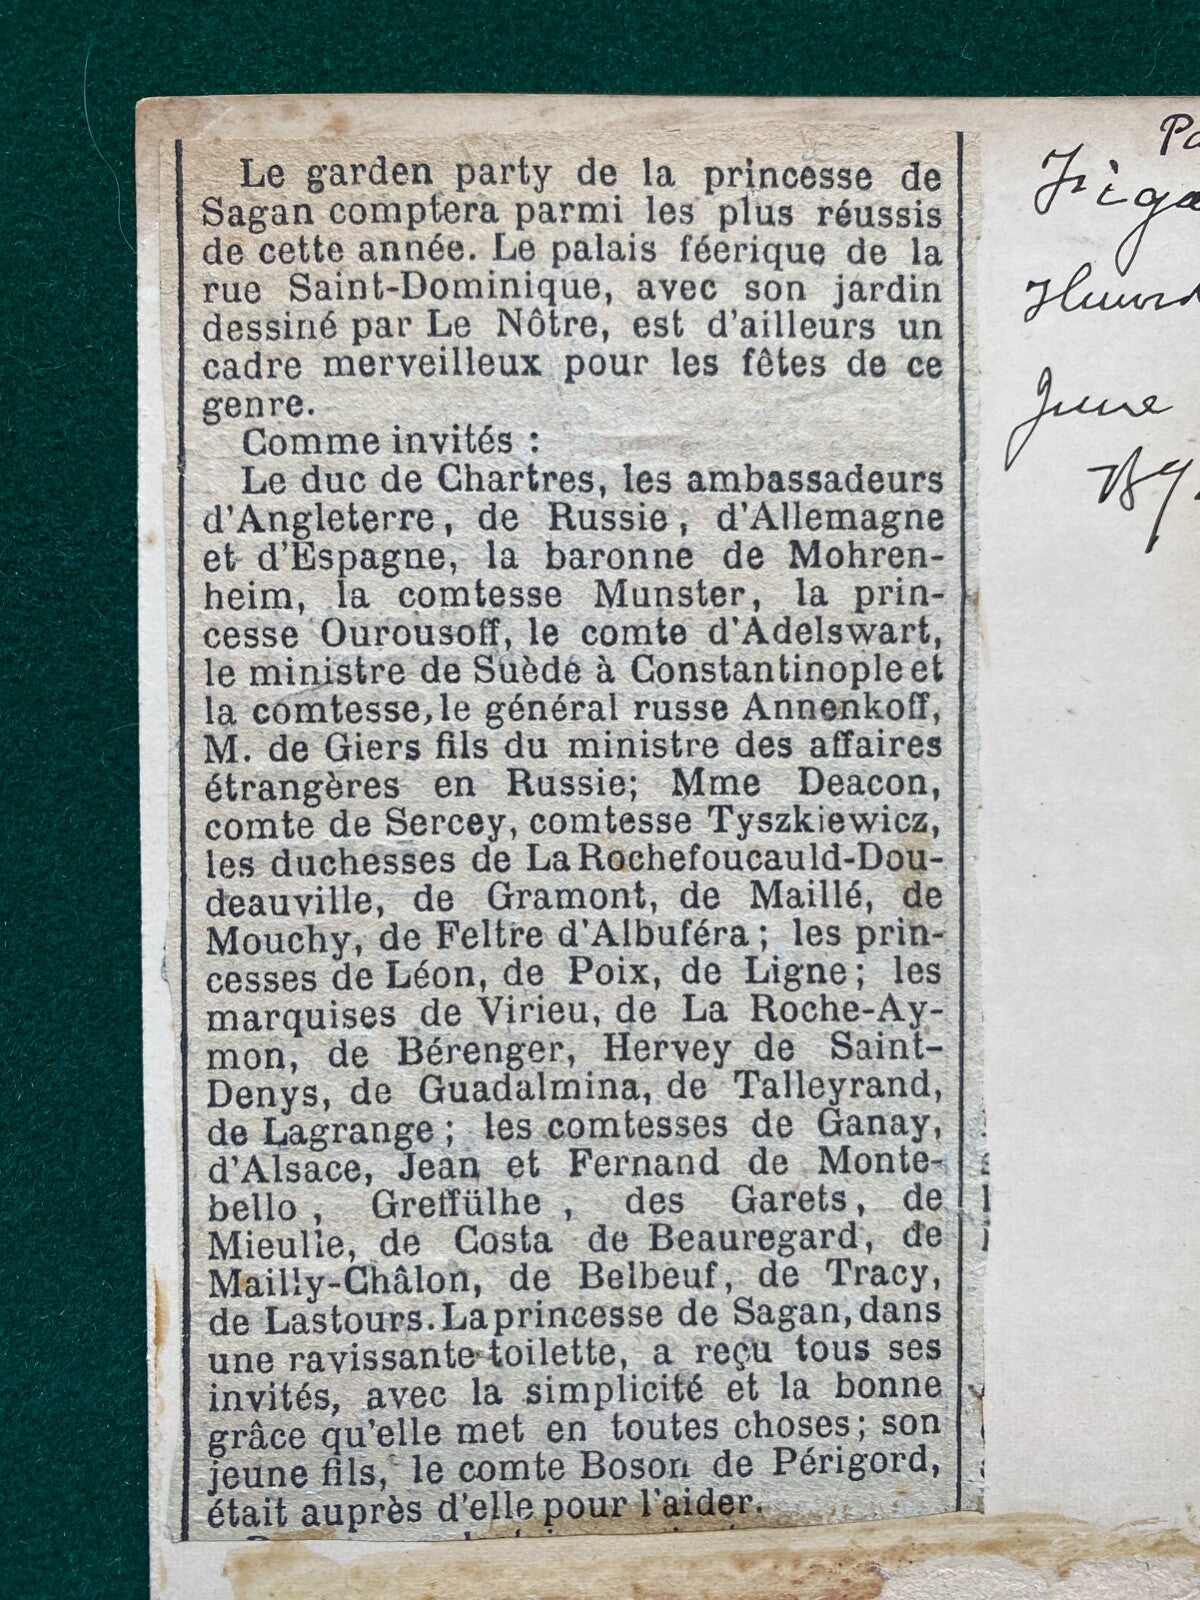 Le garden party de la princesse de
Sagan comptera parmi les plus réussis
de cette année. Le palais féerique de la
rue Saint-Dominique, avec son jardin
dessiné par Le Nôtre, est d'ailleurs un
cadre merveilleux pour les fêtes de ce
genre.
Comme invités :
Le duc de Chartres, les ambassadeurs
d'Angleterre, de Russie, d'Allemagne
et d'Espagne, la baronne de Mohren-
heim, la comtesse Munster, la prin-
cesse Ourousoff, le comte d'Adelswart,
le ministre de Suède à Constantinople et
la comtesse, le général russe Annenkoff,
M. de Giers fils du ministre des affaires
étrangères en Russie; Mme Deacon,
comte de Sercey, comtesse Tyszkiewicz,
les duchesses de La Rochefoucauld-Dou-
deauville, de Gramont, de Maillé, de
Mouchy, de Feltre d'Albuféra; les prin-
cesses de Léon, de Poix, de Ligne; les
marquises de Virieu, de La Roche-Ay-
mon, de Bérenger, Hervey de Saint-
Denys, de Guadalmina, de Talleyrand,
de Lagrange; les comtesses de Ganay,
d'Alsace, Jean et Fernand de Monte-
bello, Greffülhe, des Garets, de
Mieulle, de Costa de Beauregard, de
Mailly-Châlon, de Belbeuf, de Tracy,
de Lastours. La princesse de Sagan, dans
une ravissante toilette, a reçu tous ses
invités, avec la simplicité et la bonne
grâce qu'elle met en toutes choses; son
jeune fils, le comte Boson de Périgord,
était auprès d'elle pour l'aider.
Pa
Figa
June
189